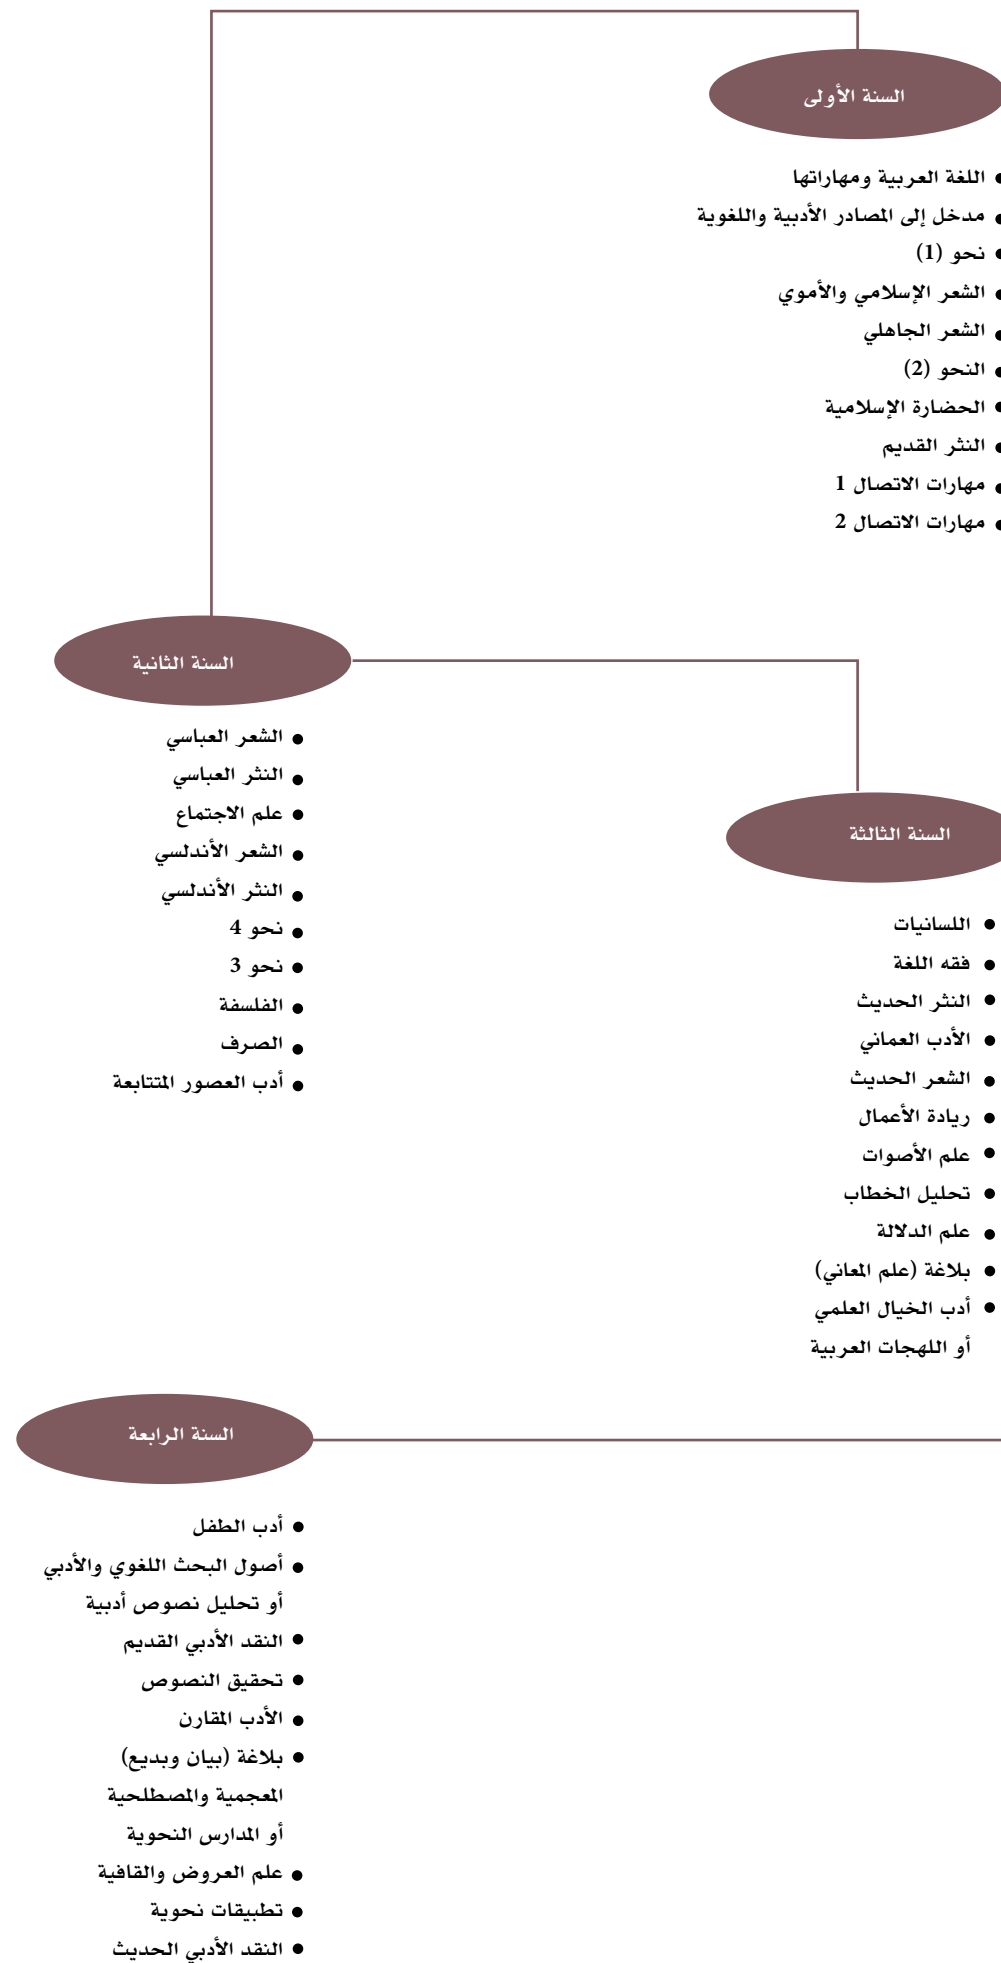 السنة الأولى
● اللغة العربية ومهاراتها
● مدخل إلى المصادر الأدبية واللغوية
● نحو (1)
● الشعر الإسلامي والأموي
● الشعر الجاهلي
● النحو (2)
● الحضارة الإسلامية
● النثر القديم
● مهارات الاتصال 1
● مهارات الاتصال 2
السنة الثانية
● الشعر العباسي
● النثر العباسي
● علم الاجتماع
● الشعر الأندلسي
● النثر الأندلسي
● نحو 4
● نحو 3
● الفلسفة
● الصرف
● أدب العصور المتتابعة
السنة الثالثة
● اللسانيات
● فقه اللغة
● النثر الحديث
● الأدب العماني
● الشعر الحديث
● ريادة الأعمال
● علم الأصوات
● تحليل الخطاب
● علم الدلالة
● بلاغة (علم المعاني)
● أدب الخيال العلمي
أو اللهجات العربية
السنة الرابعة
● أدب الطفل
● أصول البحث اللغوي والأدبي
أو تحليل نصوص أدبية
● النقد الأدبي القديم
● تحقيق النصوص
● الأدب المقارن
● بلاغة (بيان وبديع)
المعجمية والمصطلحية
أو المدارس النحوية
● علم العروض والقافية
● تطبيقات نحوية
● النقد الأدبي الحديث